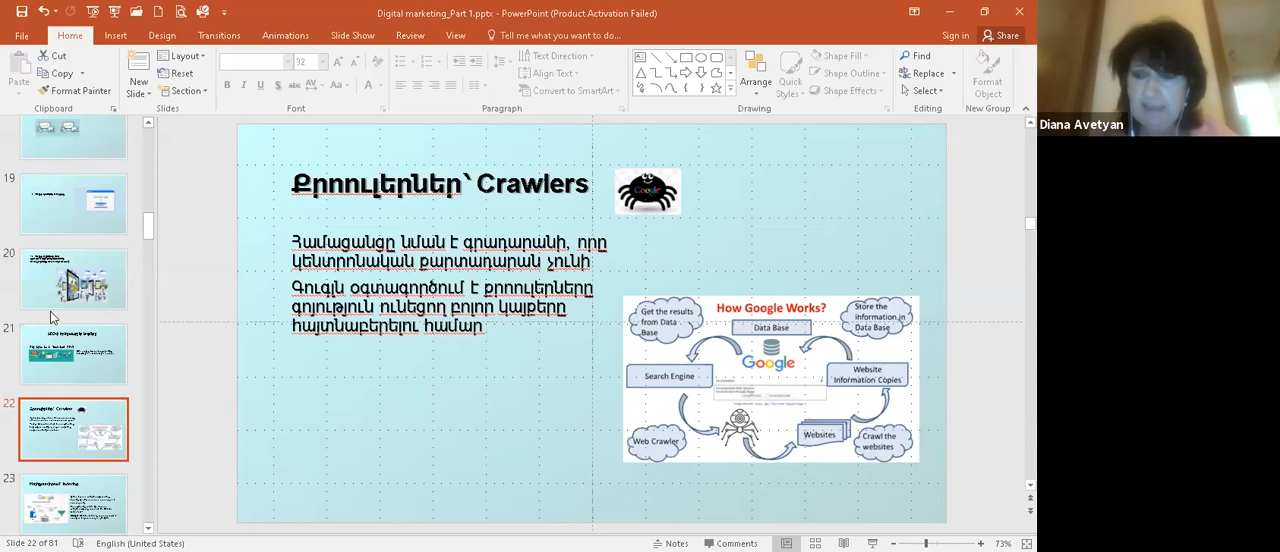 Digital marketing_Part 1.pptx - PowerPoint (Product Activation Failed)
File
Home
Insert
Design
Transitions
Animations
Slide Show
Review
View
Tell me what you want to do...
Sign in
Share
Paste
Cut
Copy
Format Painter
Clipboard
New Slide
Layout
Reset
Section
Slides
32
B I U S abc AV Aa A
Font
Text Direction
Align Text
Convert to SmartArt
Paragraph
Arrange
Quick Styles
Shape Fill
Shape Outline
Shape Effects
Drawing
Find
Replace
Select
Editing
Format Object
New Group
Diana Avetyan
19
20
21
22
23
Քրոուլերներ՝ Crawlers
Google
Համացանցը նման է գրադարանի, որը
կենտրոնական քարտադարան չունի
Գուգլն օգտագործում է քրոուլերները
գոյություն ունեցող բոլոր կայքերը
հայտնաբերելու համար
How Google Works?
Get the results from Data Base
Data Base
Store the information in Data Base
Google
Search Engine
Website Information Copies
Web Crawler
Websites
Crawl the websites
Slide 22 of 81
English (United States)
Notes
Comments
73%